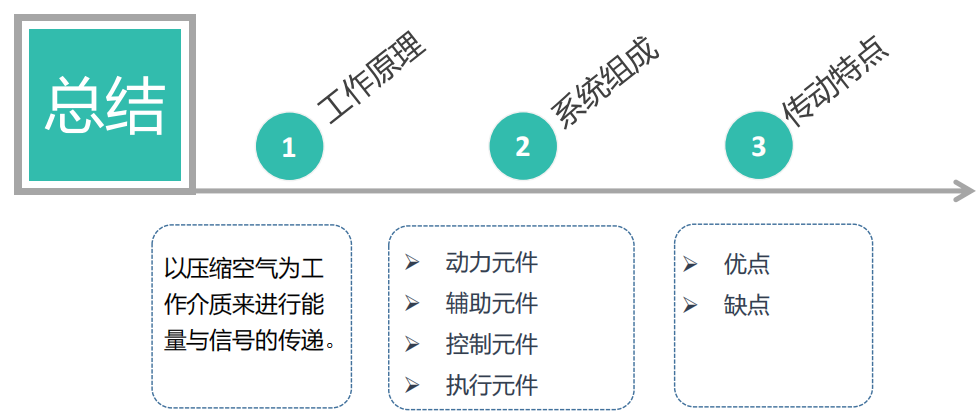 总结
1
工作原理
2
系统组成
3
传动特点
以压缩空气为工
作介质来进行能
量与信号的传递。
动力元件
辅助元件
控制元件
执行元件
优点
缺点